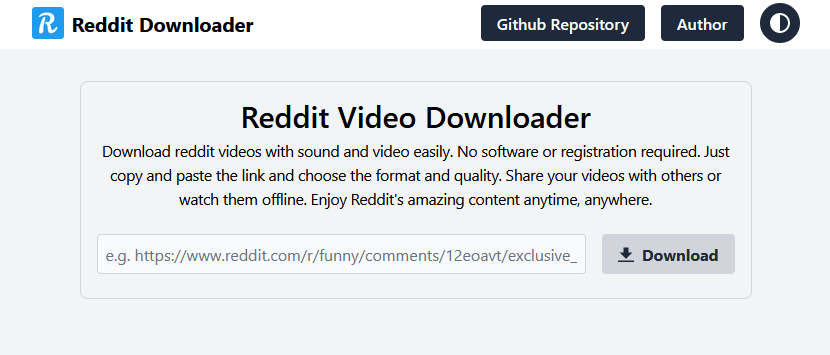 R Reddit Downloader Github Repository Author
Reddit Video Downloader
Download reddit videos with sound and video easily. No software or registration required. Just
copy and paste the link and choose the format and quality. Share your videos with others or
watch them offline. Enjoy Reddit's amazing content anytime, anywhere.
e.g. https://www.reddit.com/r/funny/comments/12eoavt/exclusive_ Download